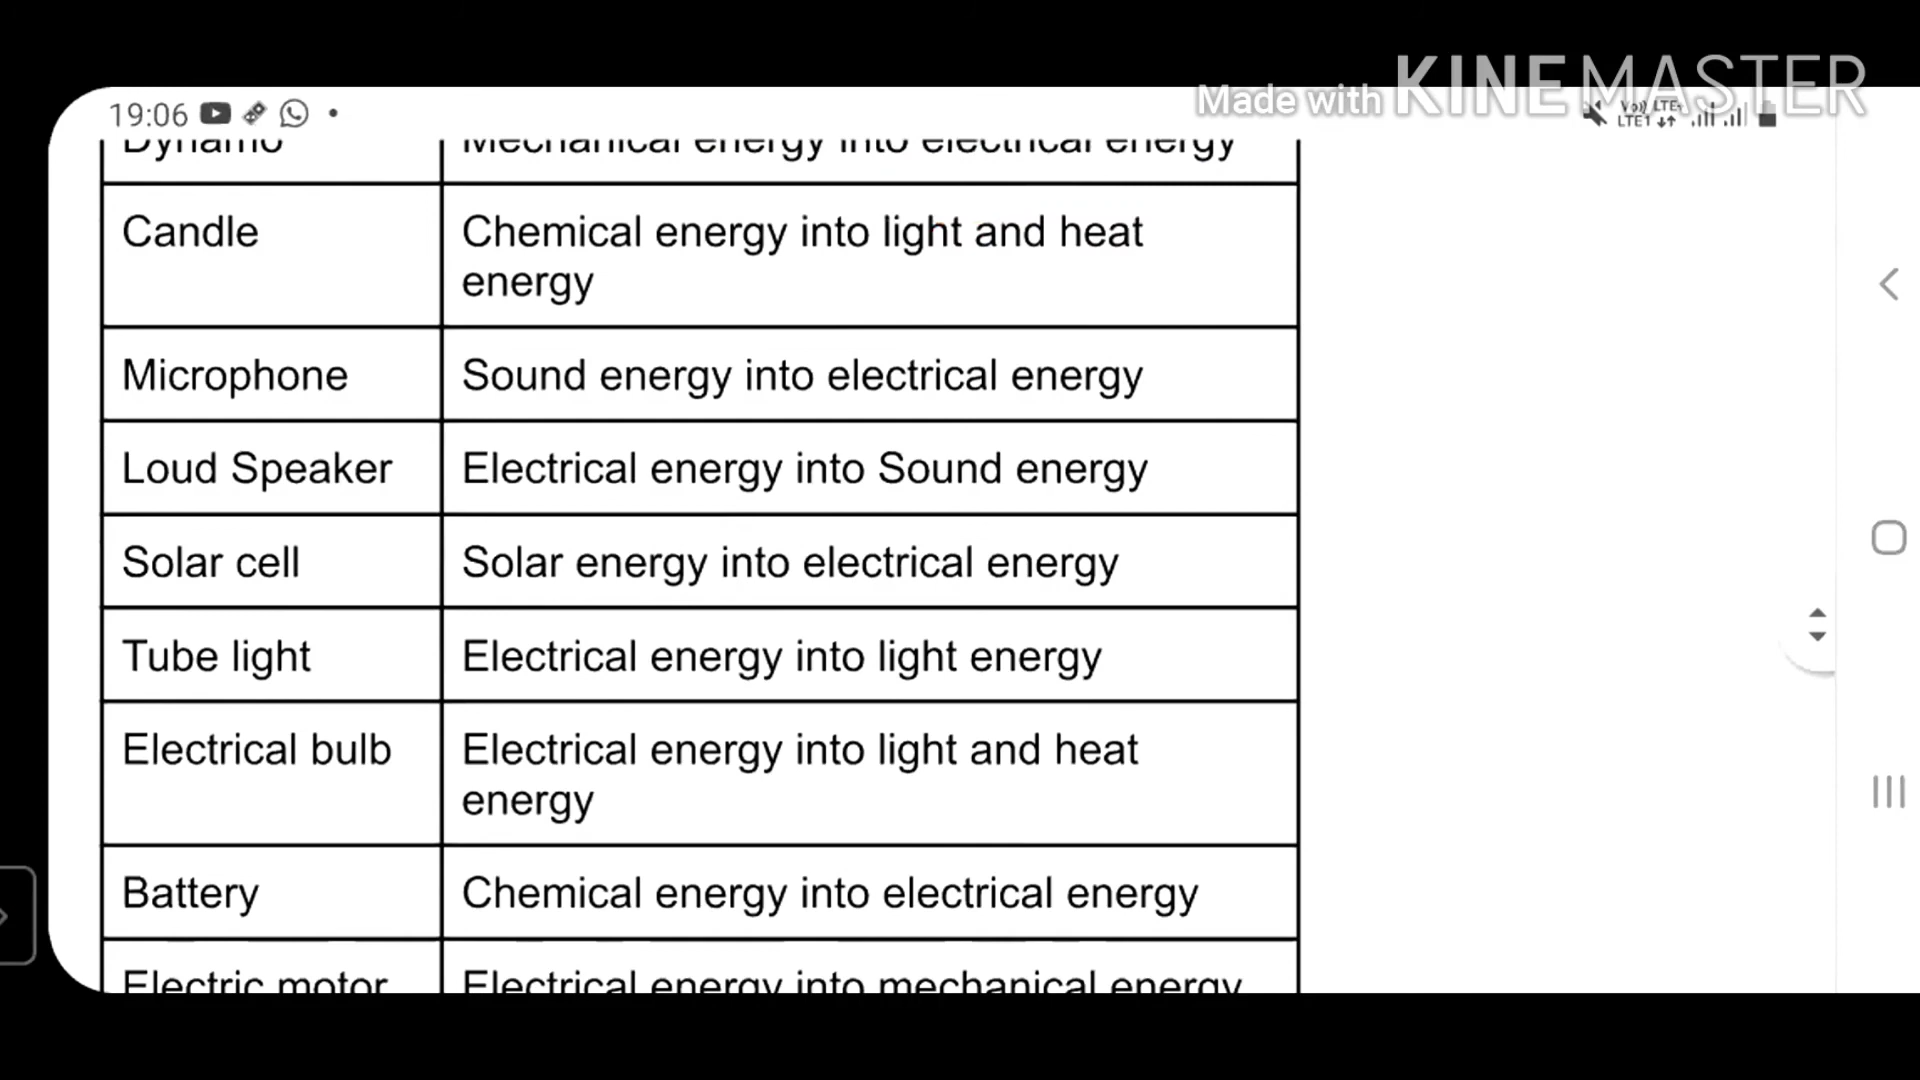 Made with KINEMASTER
19:06
Vo)) LTE+
LTE1
Dynamo
Mechanical energy into electrical energy
Candle
Chemical energy into light and heat
energy
Microphone
Sound energy into electrical energy
Loud Speaker
Electrical energy into Sound energy
Solar cell
Solar energy into electrical energy
Tube light
Electrical energy into light energy
Electrical bulb
Electrical energy into light and heat
energy
Battery
Chemical energy into electrical energy
Electric motor
Electrical energy into mechanical energy